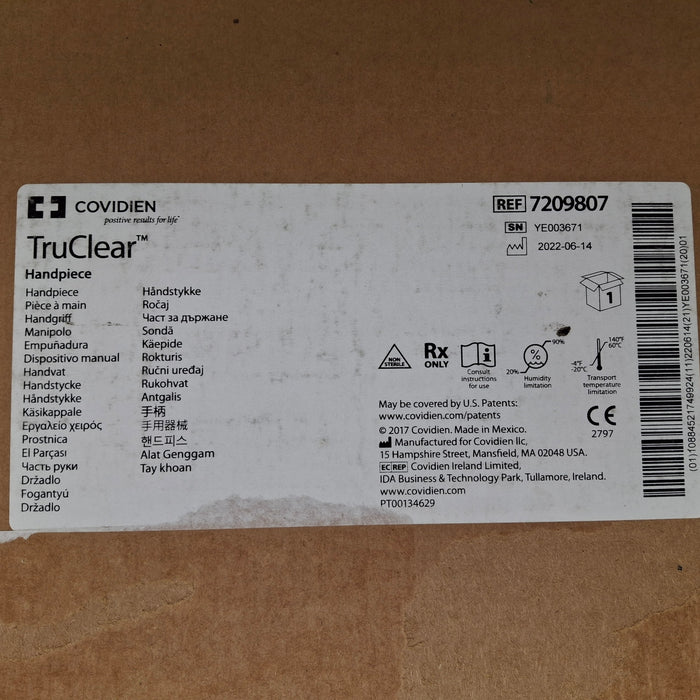 COVIDIEN
positive results for life™
TruClear™
Handpiece
Handpiece
Pièce à main
Handgriff
Manipolo
Empuñadura
Dispositivo manual
Handvat
Handstycke
Håndstykke
Käsikappale
Εργαλείο χειρός
Prostnica
El Parçası
Часть руки
Držadlo
Fogantyú
Držadlo
Håndstykke
Ročaj
Част за държане
Sondă
Käepide
Rokturis
Ručni uređaj
Rukohvat
Antgalis
手柄
手用器械
핸드피스
Alat Genggam
Tay khoan
REF 7209807
SN YE003671
2022-06-14
1
NON
STERILE
Rx
ONLY
Consult
instructions
for use
90%
%
20%
Humidity
limitation
140°F
60°C
-4°F
-20°C
Transport
temperature
limitation
May be covered by U.S. Patents:
www.covidien.com/patents
© 2017 Covidien. Made in Mexico.
Manufactured for Covidien llc,
15 Hampshire Street, Mansfield, MA 02048 USA.
EC REP Covidien Ireland Limited,
IDA Business & Technology Park, Tullamore, Ireland.
www.covidien.com
PT00134629
CE
2797
(01)10884521749924(11)220614(21)YE003671(20)01